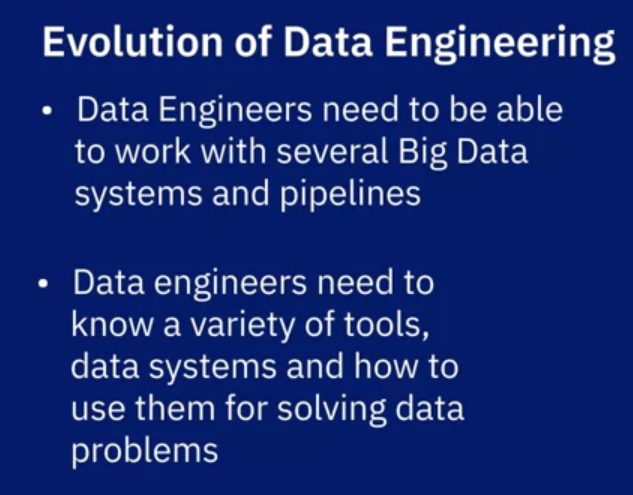 Evolution of Data Engineering
• Data Engineers need to be able
to work with several Big Data
systems and pipelines
• Data engineers need to
know a variety of tools,
data systems and how to
use them for solving data
problems